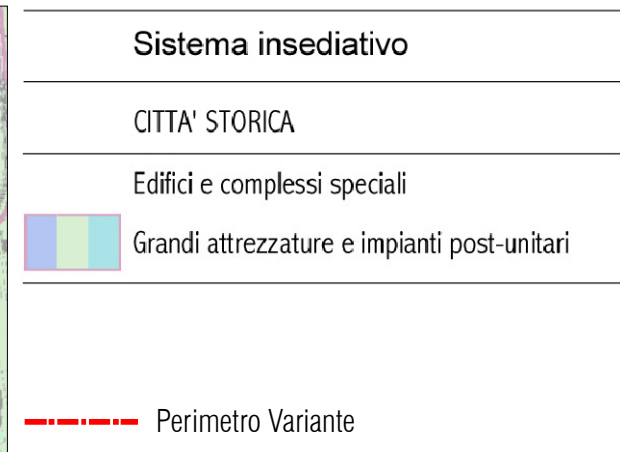 Sistema insediativo
CITTA' STORICA
Edifici e complessi speciali
Grandi attrezzature e impianti post-unitari
Perimetro Variante